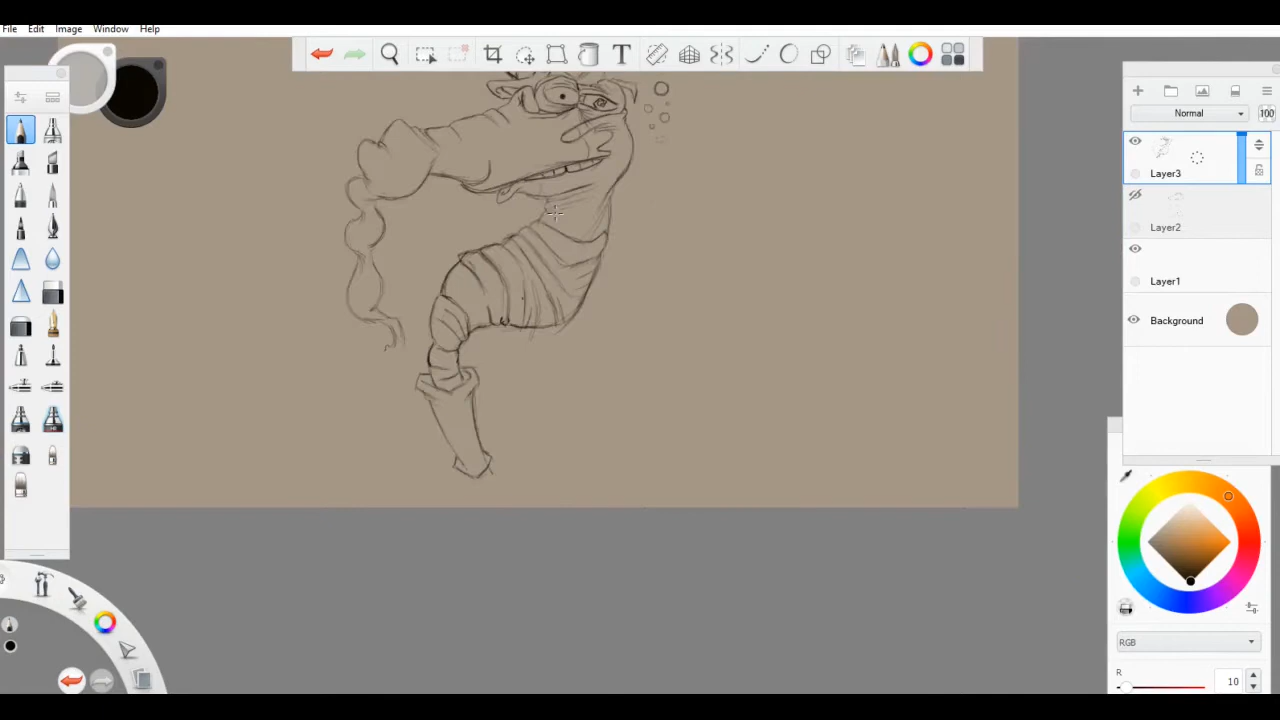 File Edit Image Window Help
Normal 100
Layer3
Layer2
Layer1
Background
RGB
R 10